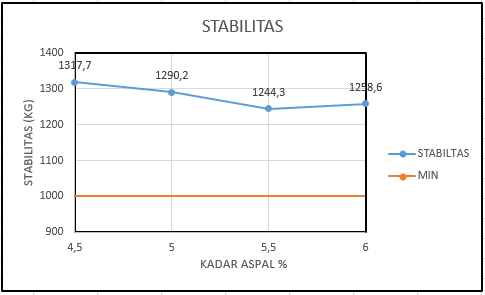 STABILITAS
1400
1300
1200
1100
1000
900
STABILITAS (KG)
1317,7
1290,2
1244,3
1258,6
4,5
5
5,5
6
KADAR ASPAL %
STABILTAS
MIN